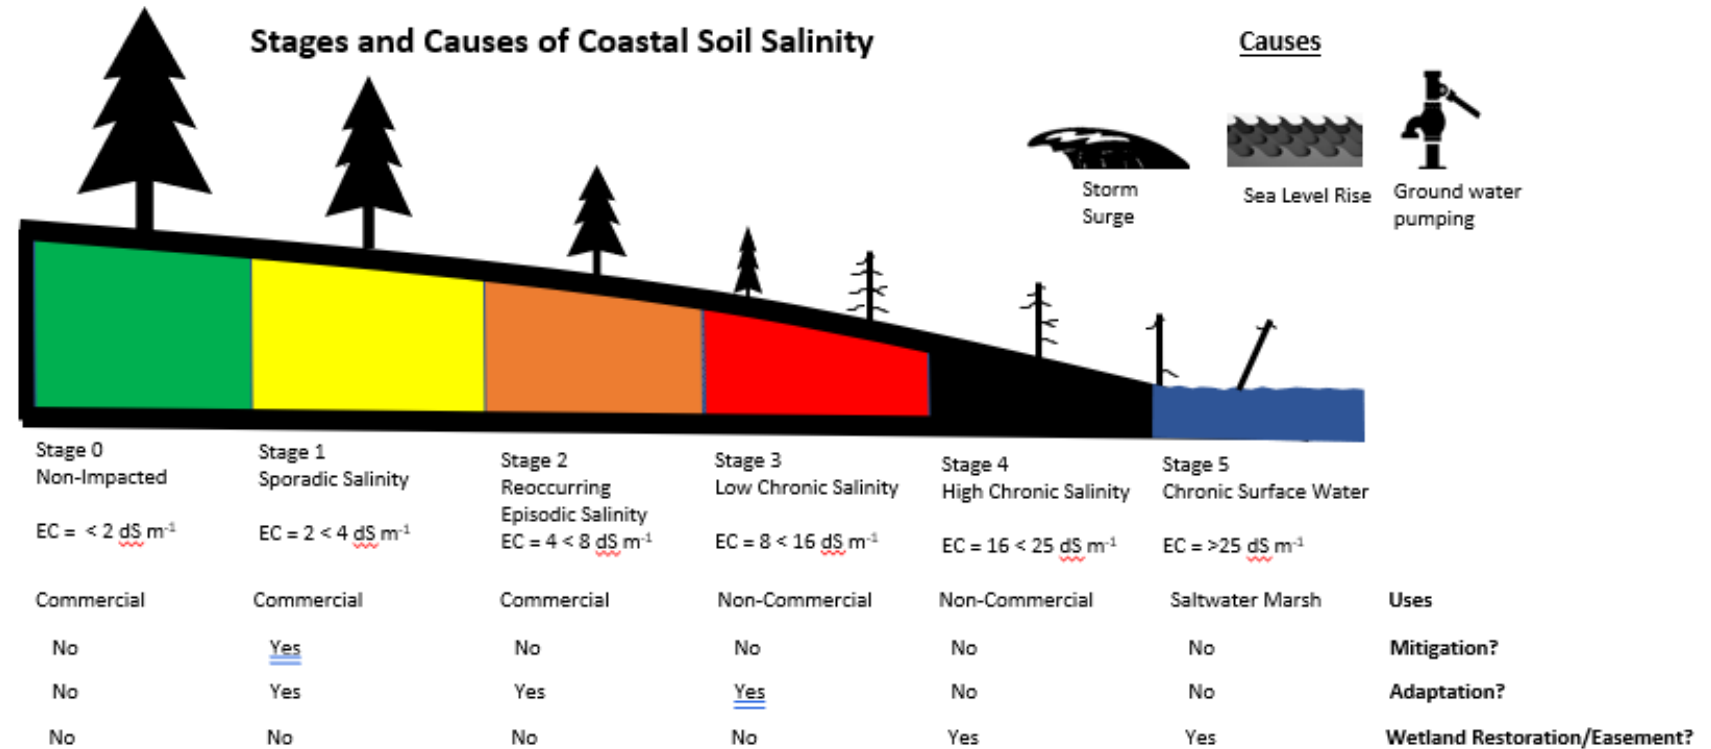 Stages and Causes of Coastal Soil Salinity
Causes
Storm
Surge
Sea Level Rise
Ground water
pumping
Stage 0
Non-Impacted
EC = < 2 dS m-1
Stage 1
Sporadic Salinity
EC = 2 < 4 dS m-1
Stage 2
Reoccurring
Episodic Salinity
EC = 4 < 8 dS m-1
Stage 3
Low Chronic Salinity
EC = 8 < 16 dS m-1
Stage 4
High Chronic Salinity
EC = 16 < 25 dS m-1
Stage 5
Chronic Surface Water
EC = >25 dS m-1
Commercial Commercial Commercial Non-Commercial Non-Commercial Saltwater Marsh Uses
No Yes No No No No Mitigation?
No Yes Yes Yes No No Adaptation?
No No No No Yes Yes Wetland Restoration/Easement?